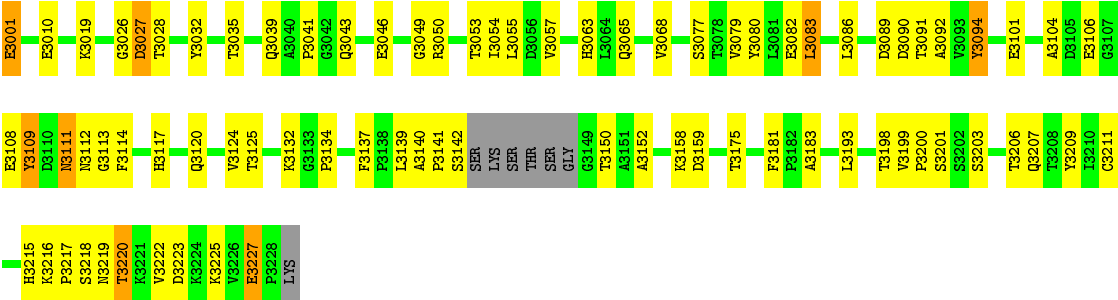 E3001 E3010 K3019 G3026 D3027 T3028 Y3032 T3035 Q3039 A3040 P3041 G3042 Q3043 E3046 G3049 R3050 T3053 I3054 L3055 D3056 V3057 H3063 L3064 Q3065 V3068 S3077 T3078 V3079 Y3080 L3081 E3082 L3083 L3086 D3089 D3090 T3091 A3092 V3093 Y3094 E3101 A3104 D3105 E3106 G3107
E3108 Y3109 D3110 N3111 N3112 G3113 F3114 H3117 Q3120 V3124 T3125 K3132 G3133 P3134 F3137 P3138 L3139 A3140 P3141 S3142 SER LYS SER THR SER GLY G3149 T3150 A3151 A3152 K3158 D3159 T3175 F3181 P3182 A3183 L3193 T3198 V3199 P3200 S3201 S3202 S3203 T3206 Q3207 T3208 Y3209 I3210 C3211
H3215 K3216 P3217 S3218 N3219 T3220 K3221 V3222 D3223 K3224 K3225 V3226 E3227 P3228 LYS